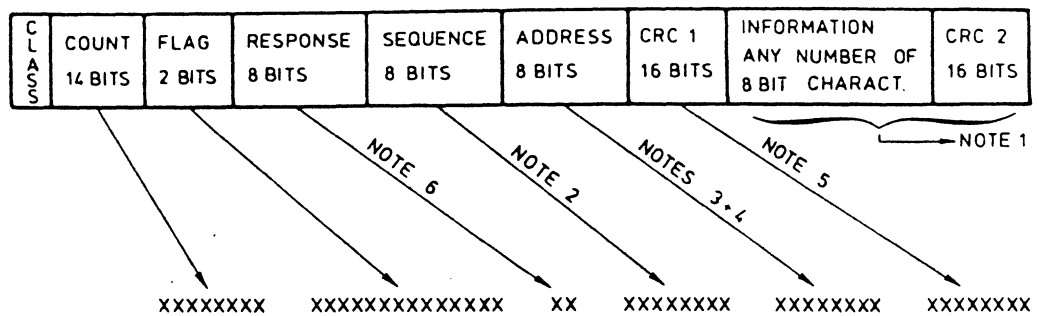 CLASS
COUNT
14 BITS
FLAG
2 BITS
RESPONSE
8 BITS
SEQUENCE
8 BITS
ADDRESS
8 BITS
CRC 1
16 BITS
INFORMATION
ANY NUMBER OF
8 BIT CHARACT.
CRC 2
16 BITS
NOTE 1
NOTE 6
NOTE 2
NOTES 3+4
NOTE 5
XXXXXXXX XXXXXXXXXXXXXX XX XXXXXXXX XXXXXXXX XXXXXXXX